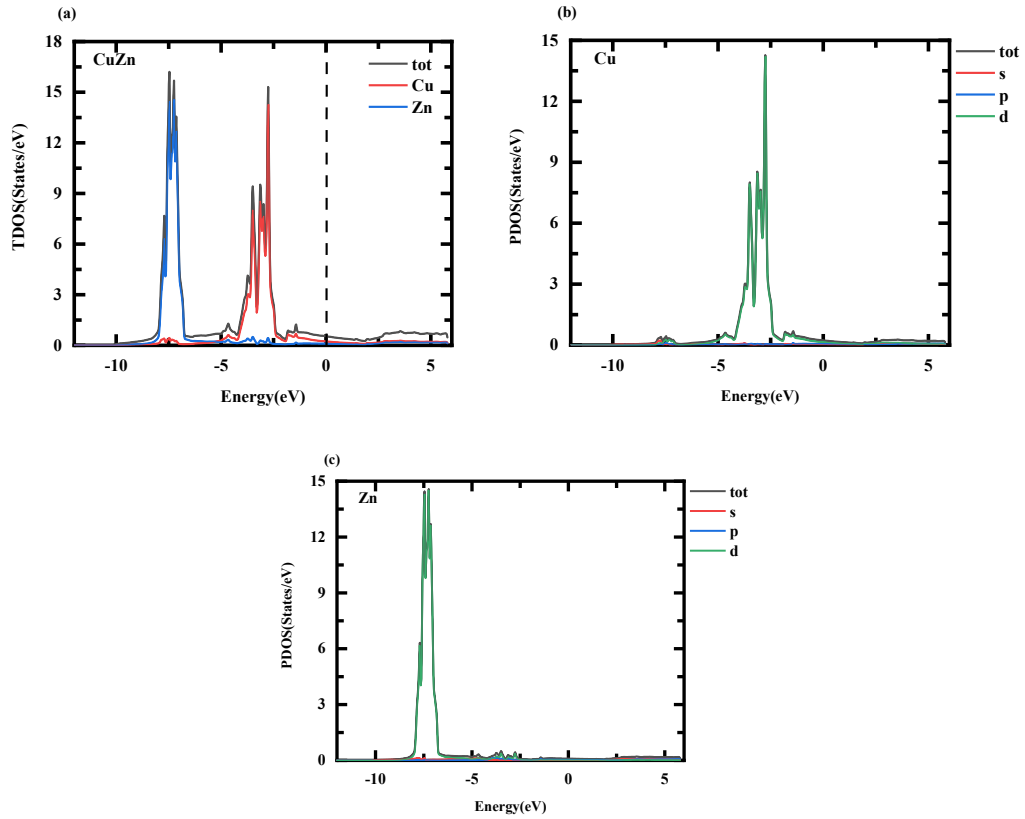 (a)
CuZn
tot
Cu
Zn
TDOS(States/eV)
18
15
12
9
6
3
0
-10
-5
0
5
Energy(eV)
(b)
Cu
tot
s
p
d
PDOS(States/eV)
15
12
9
6
3
0
-10
-5
0
5
Energy(eV)
(c)
Zn
tot
s
p
d
PDOS(States/eV)
15
12
9
6
3
0
-10
-5
0
5
Energy(eV)